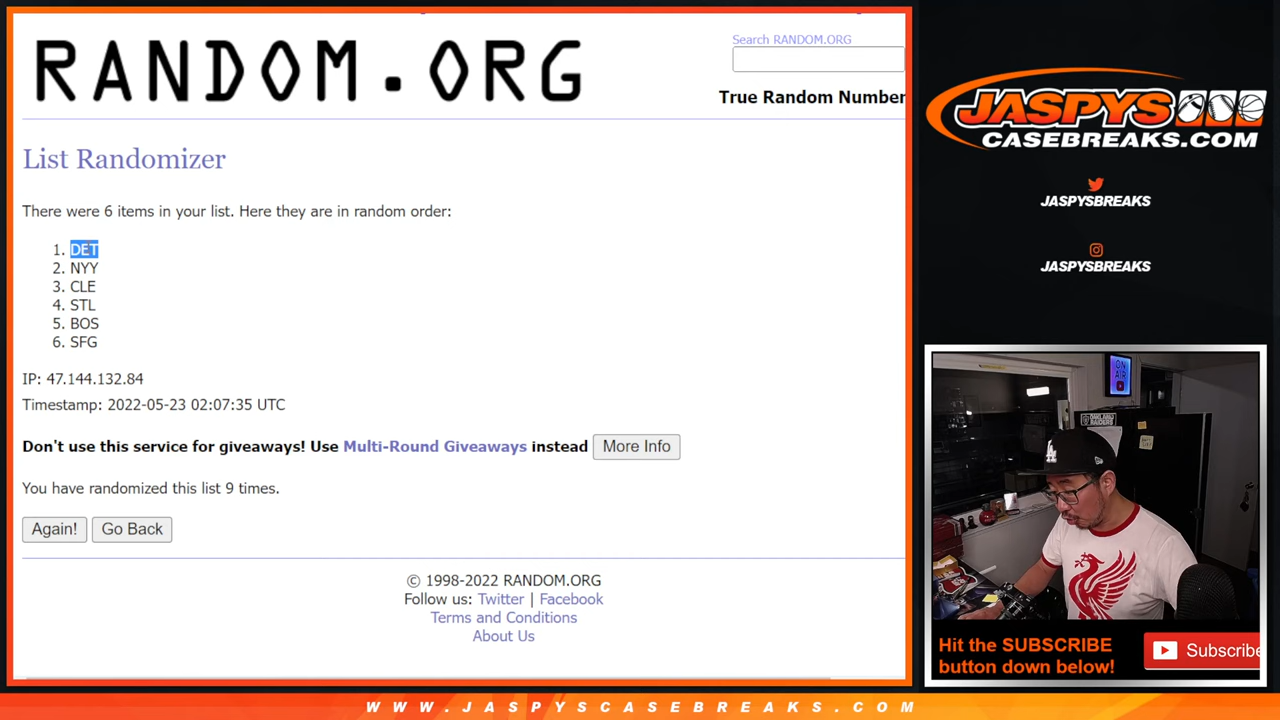 RANDOM.ORG
Search RANDOM.ORG
True Random Number
List Randomizer
There were 6 items in your list. Here they are in random order:
1. DET
2. NYY
3. CLE
4. STL
5. BOS
6. SFG
IP: 47.144.132.84
Timestamp: 2022-05-23 02:07:35 UTC
Don't use this service for giveaways! Use Multi-Round Giveaways instead More Info
You have randomized this list 9 times.
Again! Go Back
© 1998-2022 RANDOM.ORG
Follow us: Twitter | Facebook
Terms and Conditions
About Us
JASPYS
CASEBREAKS.COM
JASPYSBREAKS
JASPYSBREAKS
ON
AIR
LA
Hit the SUBSCRIBE
button down below!
Subscribe
WWW.JASPYSCASEBREAKS.COM